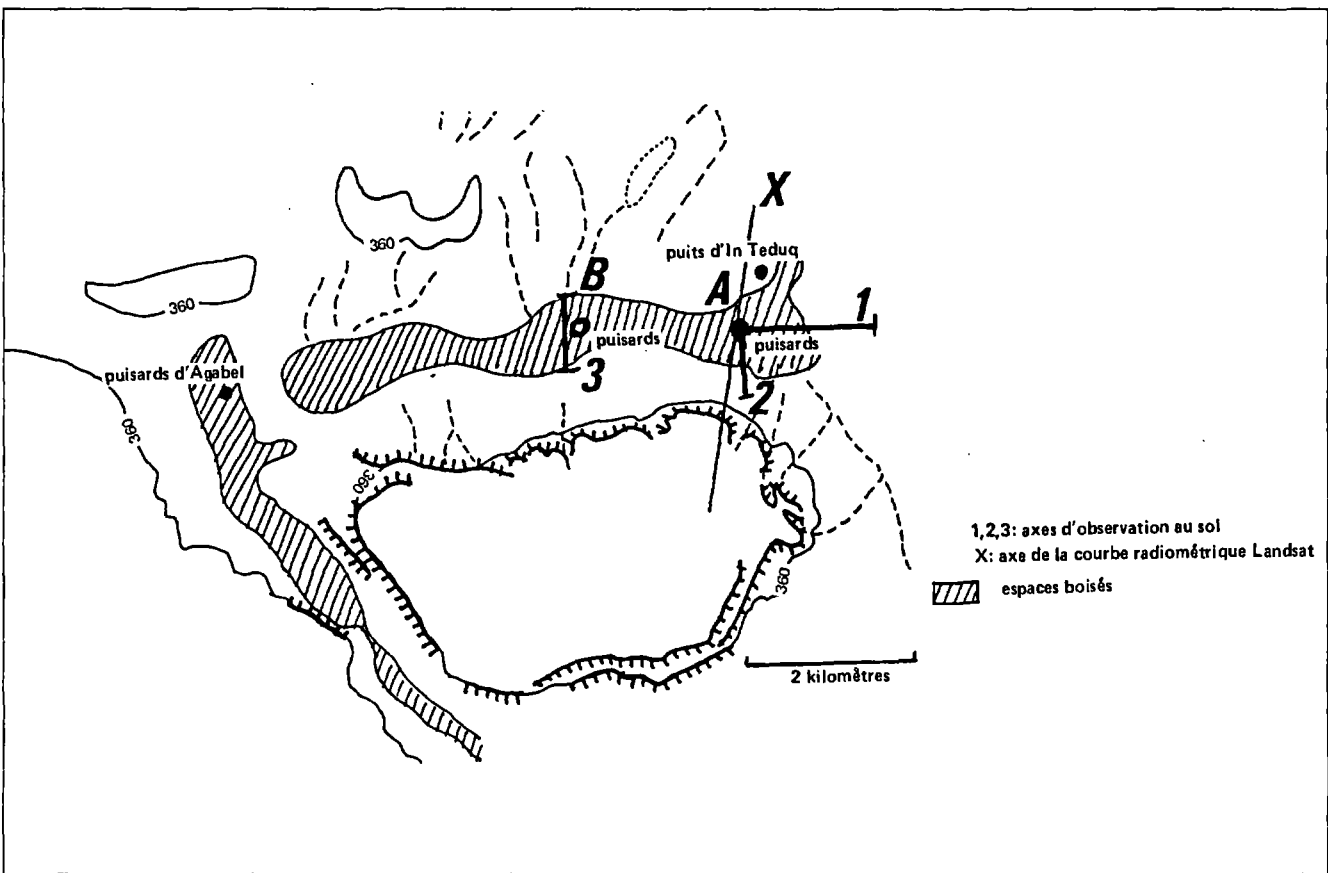 X
360
puits d'In Teduq
B
A
360
1
puisards
puisards
3
puisards d'Agabel
2
360
360
1,2,3: axes d'observation au sol
X: axe de la courbe radiométrique Landsat
360
espaces boisés
2 kilomètres